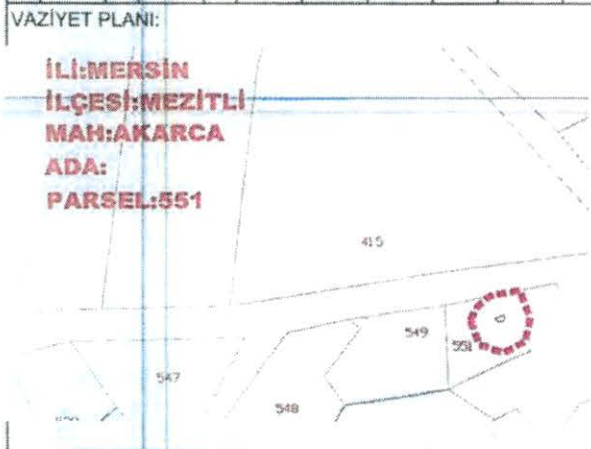 VAZİYET PLANI:
İLİ:MERSİN
İLÇESİ:MEZİTLİ
MAH:AKARCA
ADA:
PARSEL:551
415
549
551
547
548